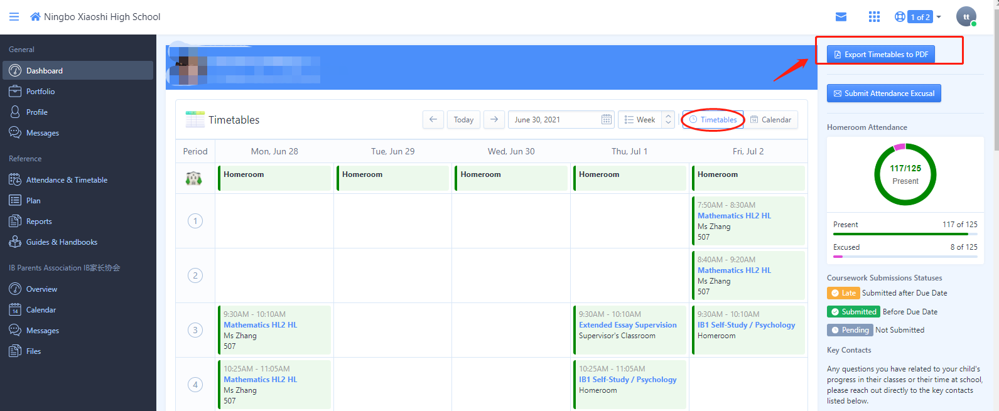 Ningbo Xiaoshi High School
1 of 2
tt
General
Dashboard
Portfolio
Profile
Messages
Reference
Attendance & Timetable
Plan
Reports
Guides & Handbooks
IB Parents Association IB家长协会
Overview
14
Calendar
Messages
Files
Timetables
Today
June 30, 2021
Week
Timetables
Calendar
Period
Mon, Jun 28
Tue, Jun 29
Wed, Jun 30
Thu, Jul 1
Fri, Jul 2
Homeroom
Homeroom
Homeroom
Homeroom
Homeroom
1
7:50AM - 8:30AM
Mathematics HL2 HL
Ms Zhang
507
2
8:40AM - 9:20AM
Mathematics HL2 HL
Ms Zhang
507
3
9:30AM - 10:10AM
Mathematics HL2 HL
Ms Zhang
507
9:30AM - 10:10AM
Extended Essay Supervision
Supervisor's Classroom
9:30AM - 10:10AM
IB1 Self-Study / Psychology
Homeroom
4
10:25AM - 11:05AM
Mathematics HL2 HL
Ms Zhang
507
10:25AM - 11:05AM
IB1 Self-Study / Psychology
Homeroom
Export Timetables to PDF
Submit Attendance Excusal
Homeroom Attendance
117/125
Present
Present 117 of 125
Excused 8 of 125
Coursework Submissions Statuses
Late Submitted after Due Date
Submitted Before Due Date
Pending Not Submitted
Key Contacts
Any questions you have related to your child's
progress in their classes or their time at school,
please reach out directly to the key contacts
listed below.